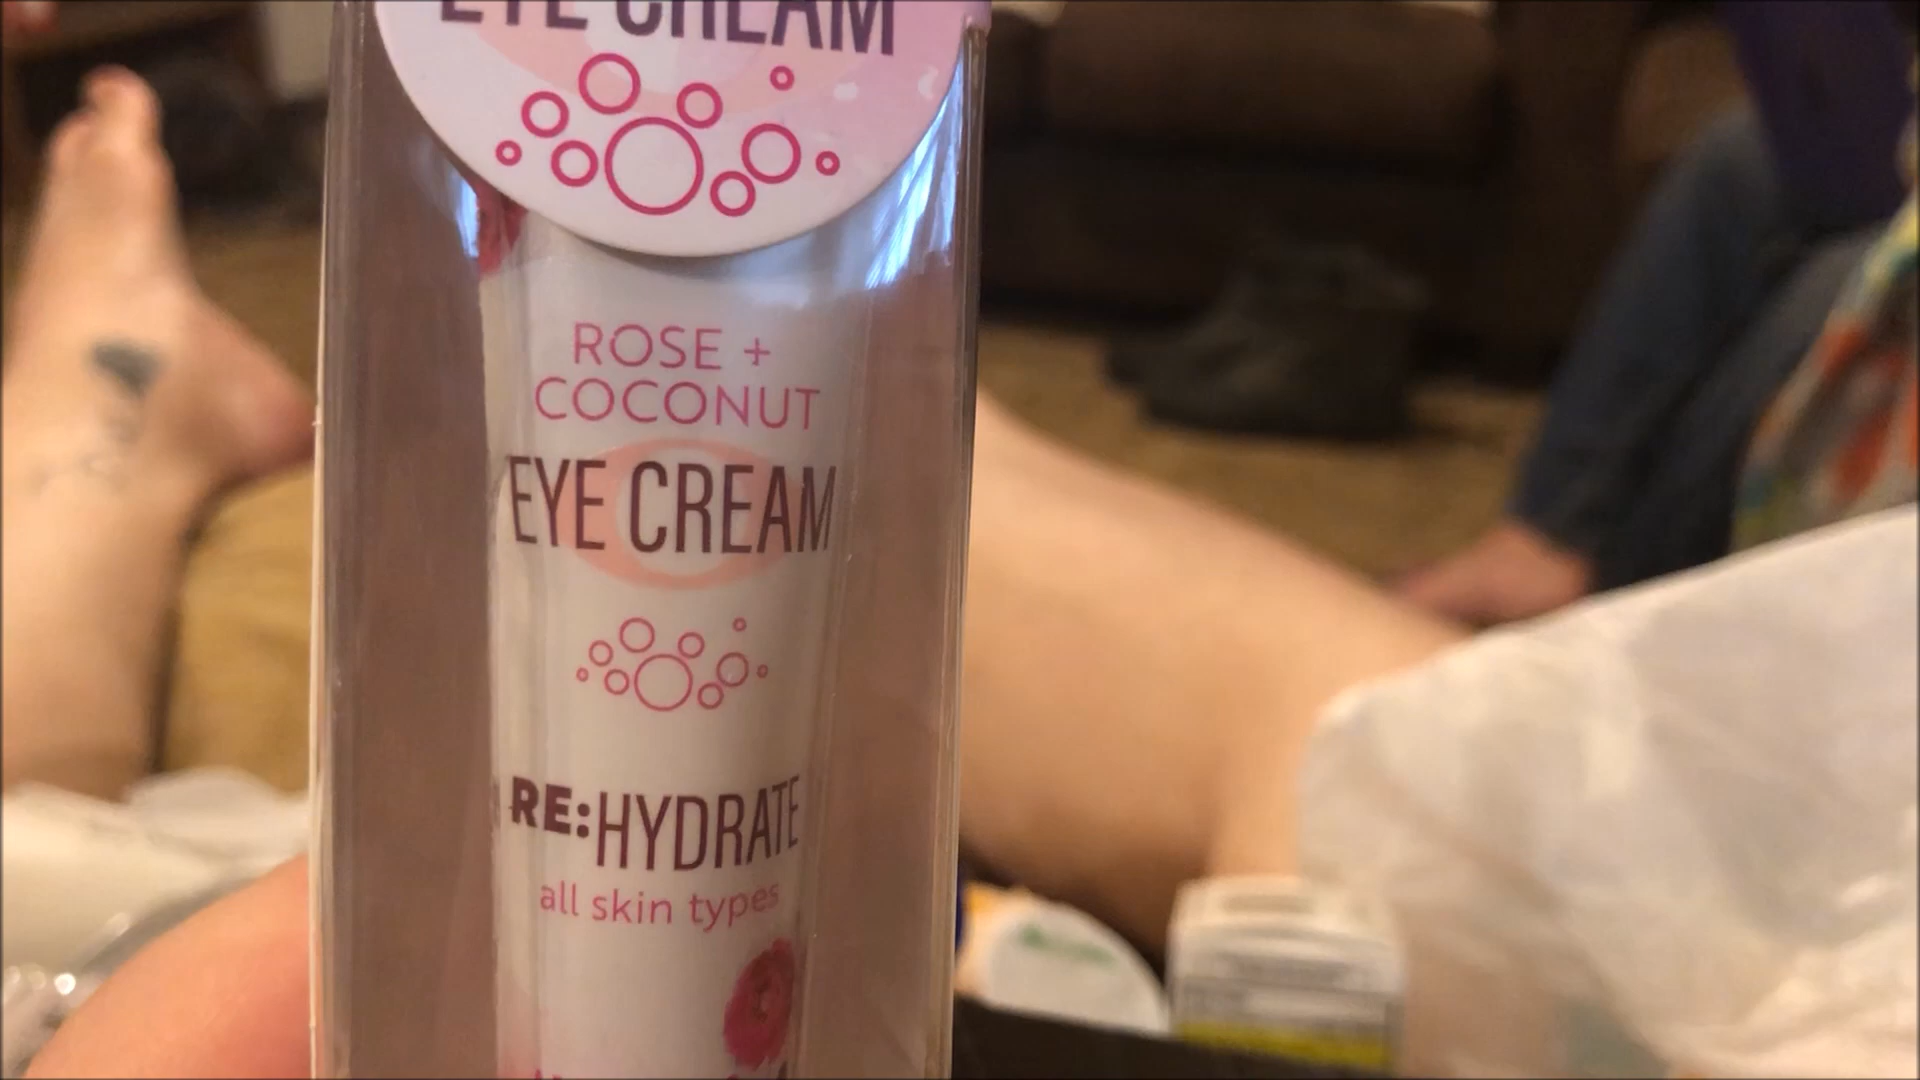 EYE CREAM
ROSE +
COCONUT
EYE CREAM
RE:HYDRATE
all skin types